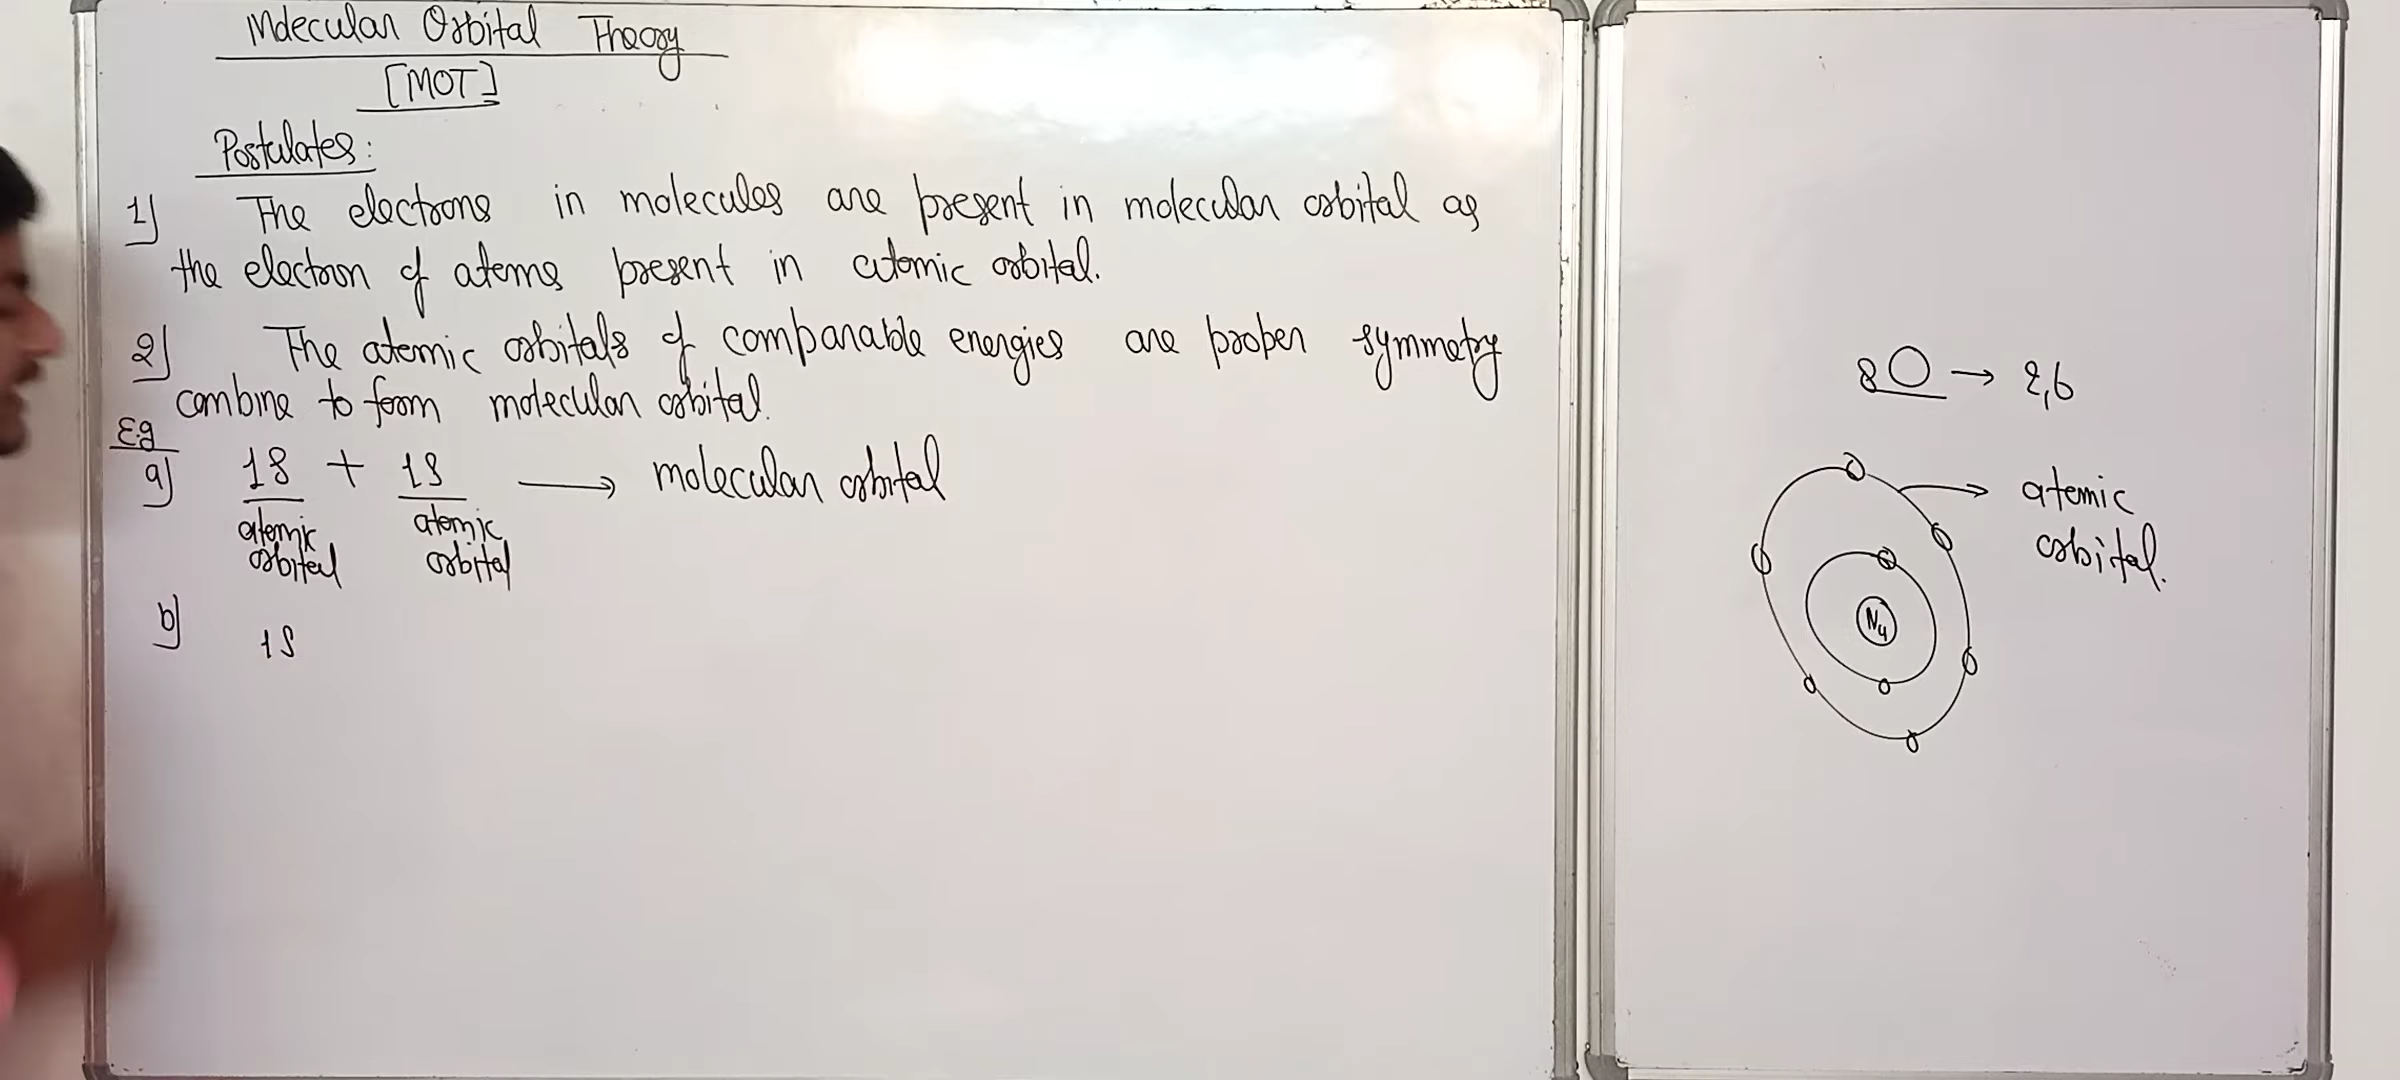 Molecular Orbital Theory
[MOT]
Postulates:
1) The electrons in molecules are present in molecular orbital as
the electron of atoms present in atomic orbital.
2) The atomic orbitals of comparable energies are proper symmetry
combine to form molecular orbital.
E.g
a) 1S + 1S → molecular orbital
atomic orbital atomic orbital
b) 1S
8O → 2,6
atomic
orbital.
Nu